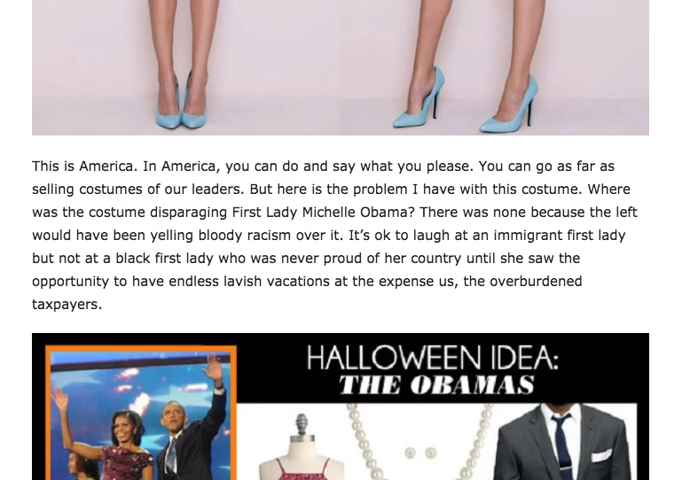 This is America. In America, you can do and say what you please. You can go as far as
selling costumes of our leaders. But here is the problem I have with this costume. Where
was the costume disparaging First Lady Michelle Obama? There was none because the left
would have been yelling bloody racism over it. It’s ok to laugh at an immigrant first lady
but not at a black first lady who was never proud of her country until she saw the
opportunity to have endless lavish vacations at the expense us, the overburdened
taxpayers.
HALLOWEEN IDEA:
THE OBAMAS